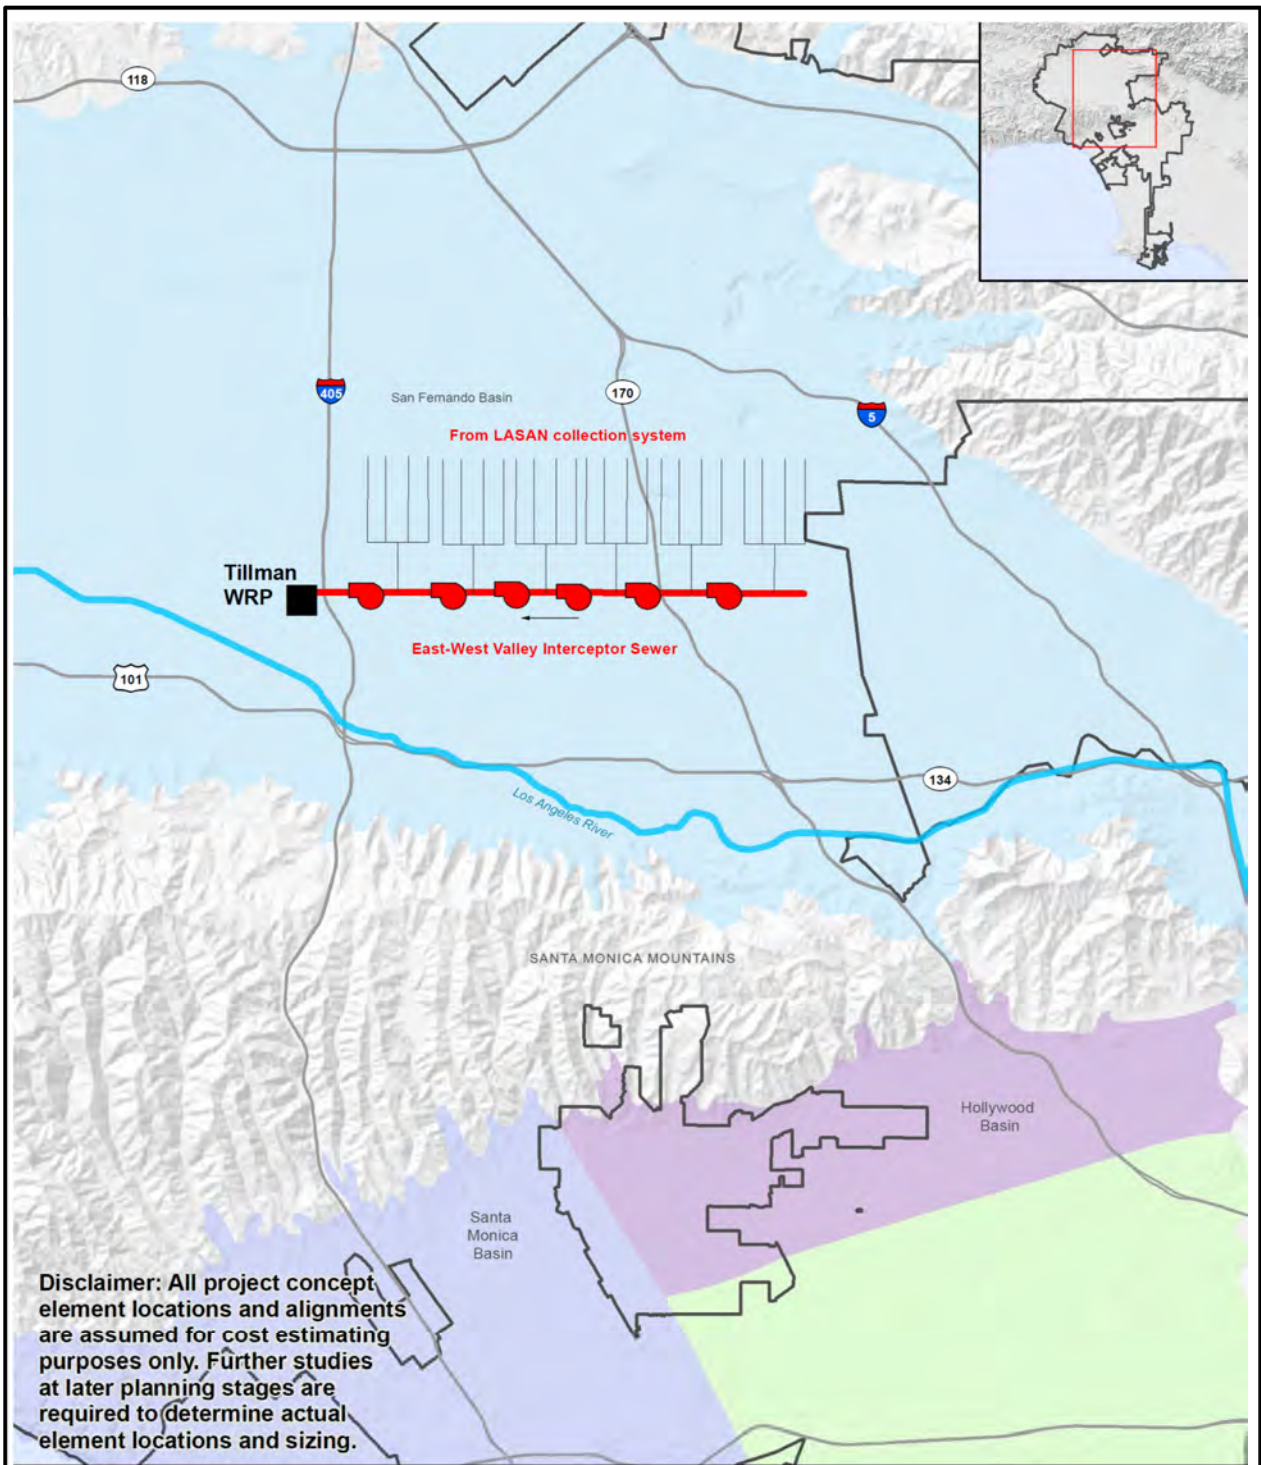 118
405
San Fernando Basin
170
5
From LASAN collection system
Tillman
WRP
East-West Valley Interceptor Sewer
101
134
Los Angeles River
SANTA MONICA MOUNTAINS
Hollywood
Basin
Santa
Monica
Basin
Disclaimer: All project concept
element locations and alignments
are assumed for cost estimating
purposes only. Further studies
at later planning stages are
required to determine actual
element locations and sizing.